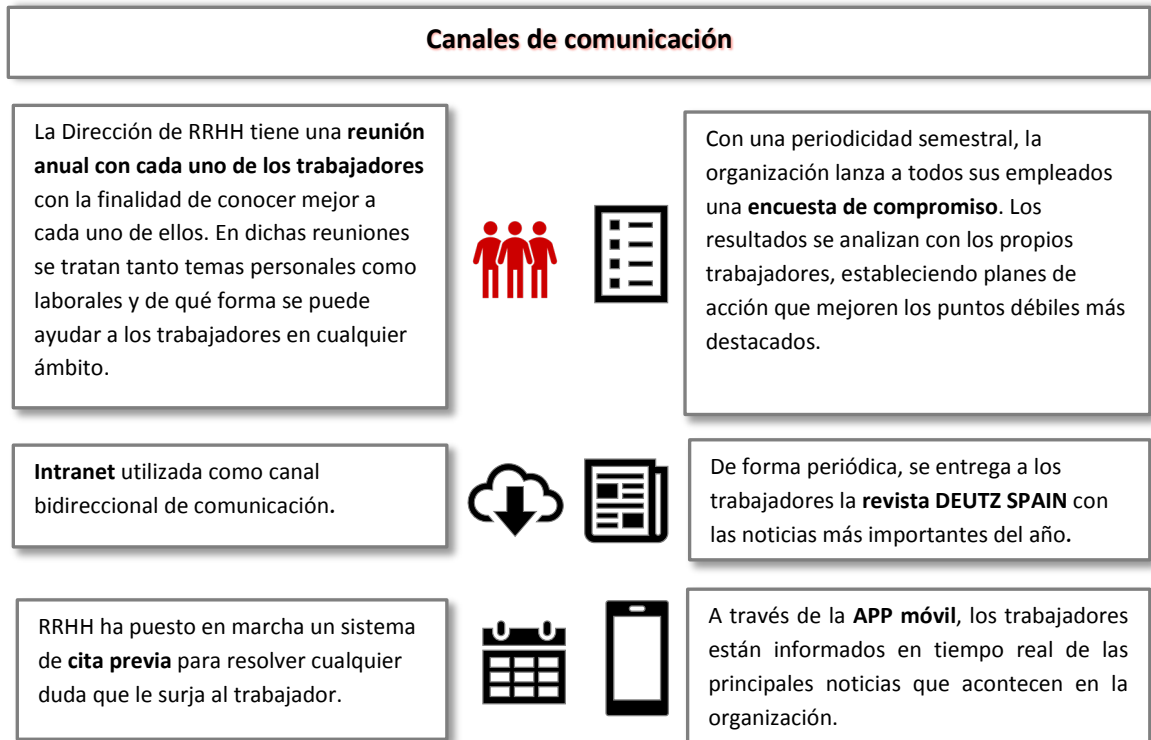 Canales de comunicación
La Dirección de RRHH tiene una reunión
anual con cada uno de los trabajadores
con la finalidad de conocer mejor a
cada uno de ellos. En dichas reuniones
se tratan tanto temas personales como
laborales y de qué forma se puede
ayudar a los trabajadores en cualquier
ámbito.
Con una periodicidad semestral, la
organización lanza a todos sus empleados
una encuesta de compromiso. Los
resultados se analizan con los propios
trabajadores, estableciendo planes de
acción que mejoren los puntos débiles más
destacados.
Intranet utilizada como canal
bidireccional de comunicación.
De forma periódica, se entrega a los
trabajadores la revista DEUTZ SPAIN con
las noticias más importantes del año.
RRHH ha puesto en marcha un sistema
de cita previa para resolver cualquier
duda que le surja al trabajador.
A través de la APP móvil, los trabajadores
están informados en tiempo real de las
principales noticias que acontecen en la
organización.